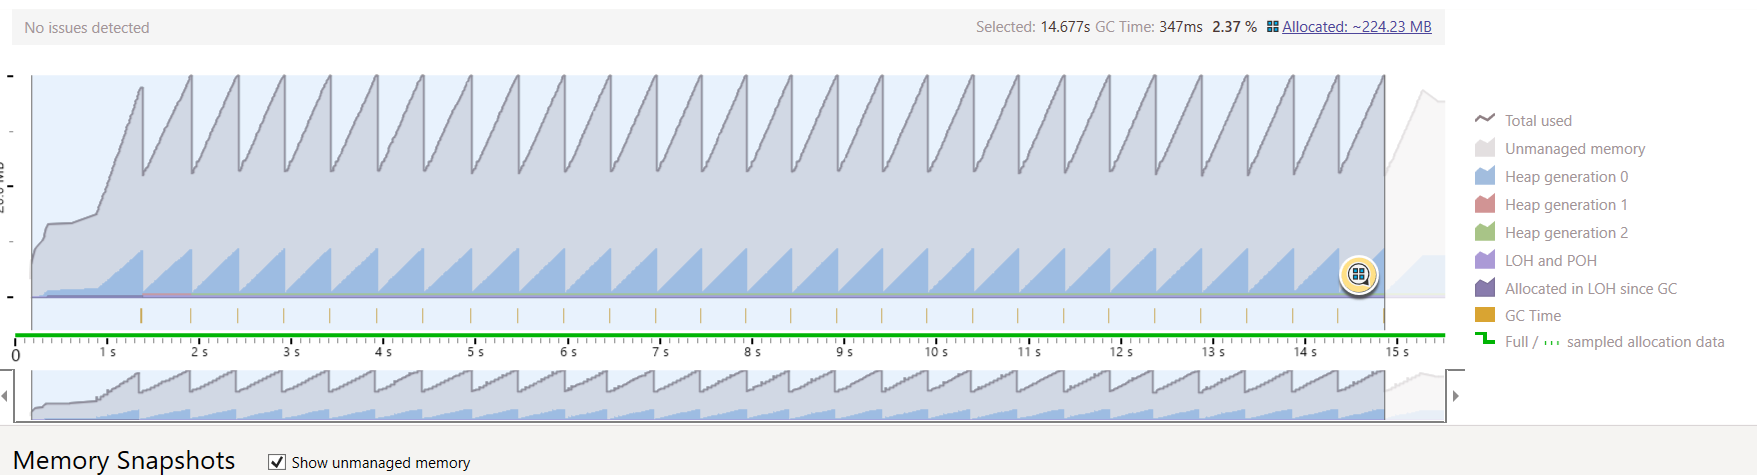 No issues detected
Selected: 14.677s GC Time: 347ms 2.37 % Allocated: ~224.23 MB
Total used
Unmanaged memory
Heap generation 0
Heap generation 1
Heap generation 2
LOH and POH
Allocated in LOH since GC
GC Time
Full / sampled allocation data
0 1 s 2 s 3 s 4 s 5 s 6 s 7 s 8 s 9 s 10 s 11 s 12 s 13 s 14 s 15 s
Memory Snapshots Show unmanaged memory